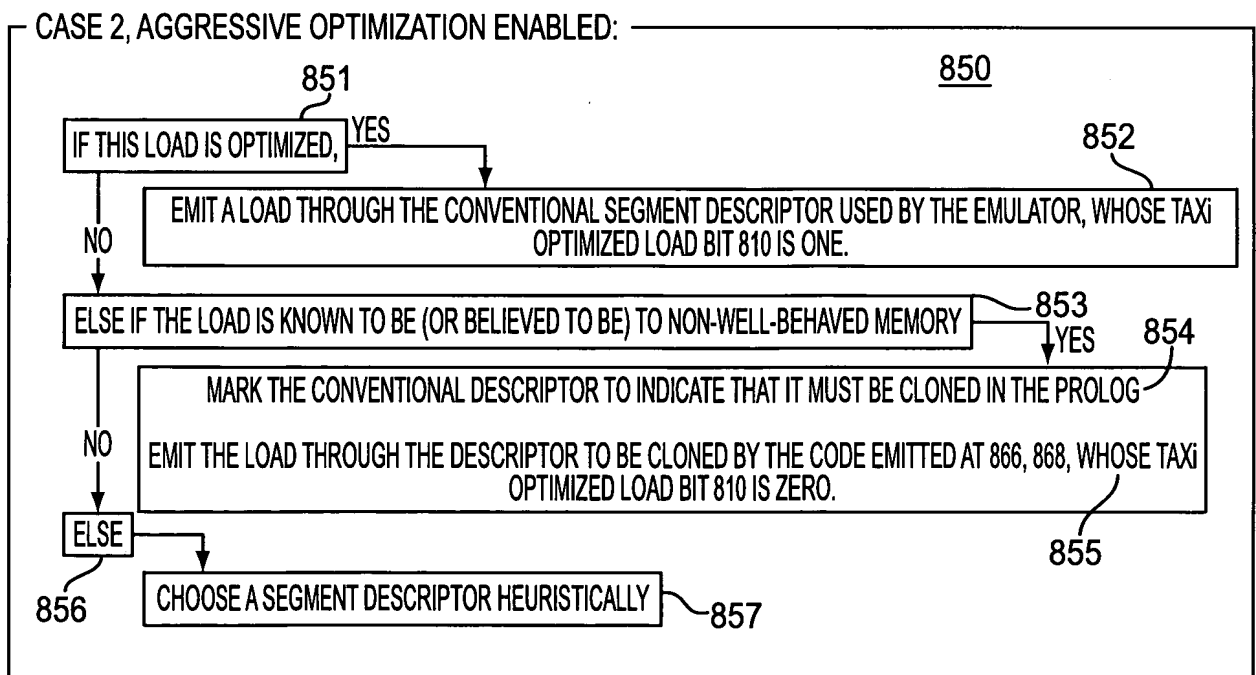 CASE 2, AGGRESSIVE OPTIMIZATION ENABLED:
850
851
IF THIS LOAD IS OPTIMIZED,
YES
852
EMIT A LOAD THROUGH THE CONVENTIONAL SEGMENT DESCRIPTOR USED BY THE EMULATOR, WHOSE TAXi
OPTIMIZED LOAD BIT 810 IS ONE.
NO
ELSE IF THE LOAD IS KNOWN TO BE (OR BELIEVED TO BE) TO NON-WELL-BEHAVED MEMORY
853
YES
854
MARK THE CONVENTIONAL DESCRIPTOR TO INDICATE THAT IT MUST BE CLONED IN THE PROLOG
NO
EMIT THE LOAD THROUGH THE DESCRIPTOR TO BE CLONED BY THE CODE EMITTED AT 866, 868, WHOSE TAXi
OPTIMIZED LOAD BIT 810 IS ZERO.
855
ELSE
856
CHOOSE A SEGMENT DESCRIPTOR HEURISTICALLY
857